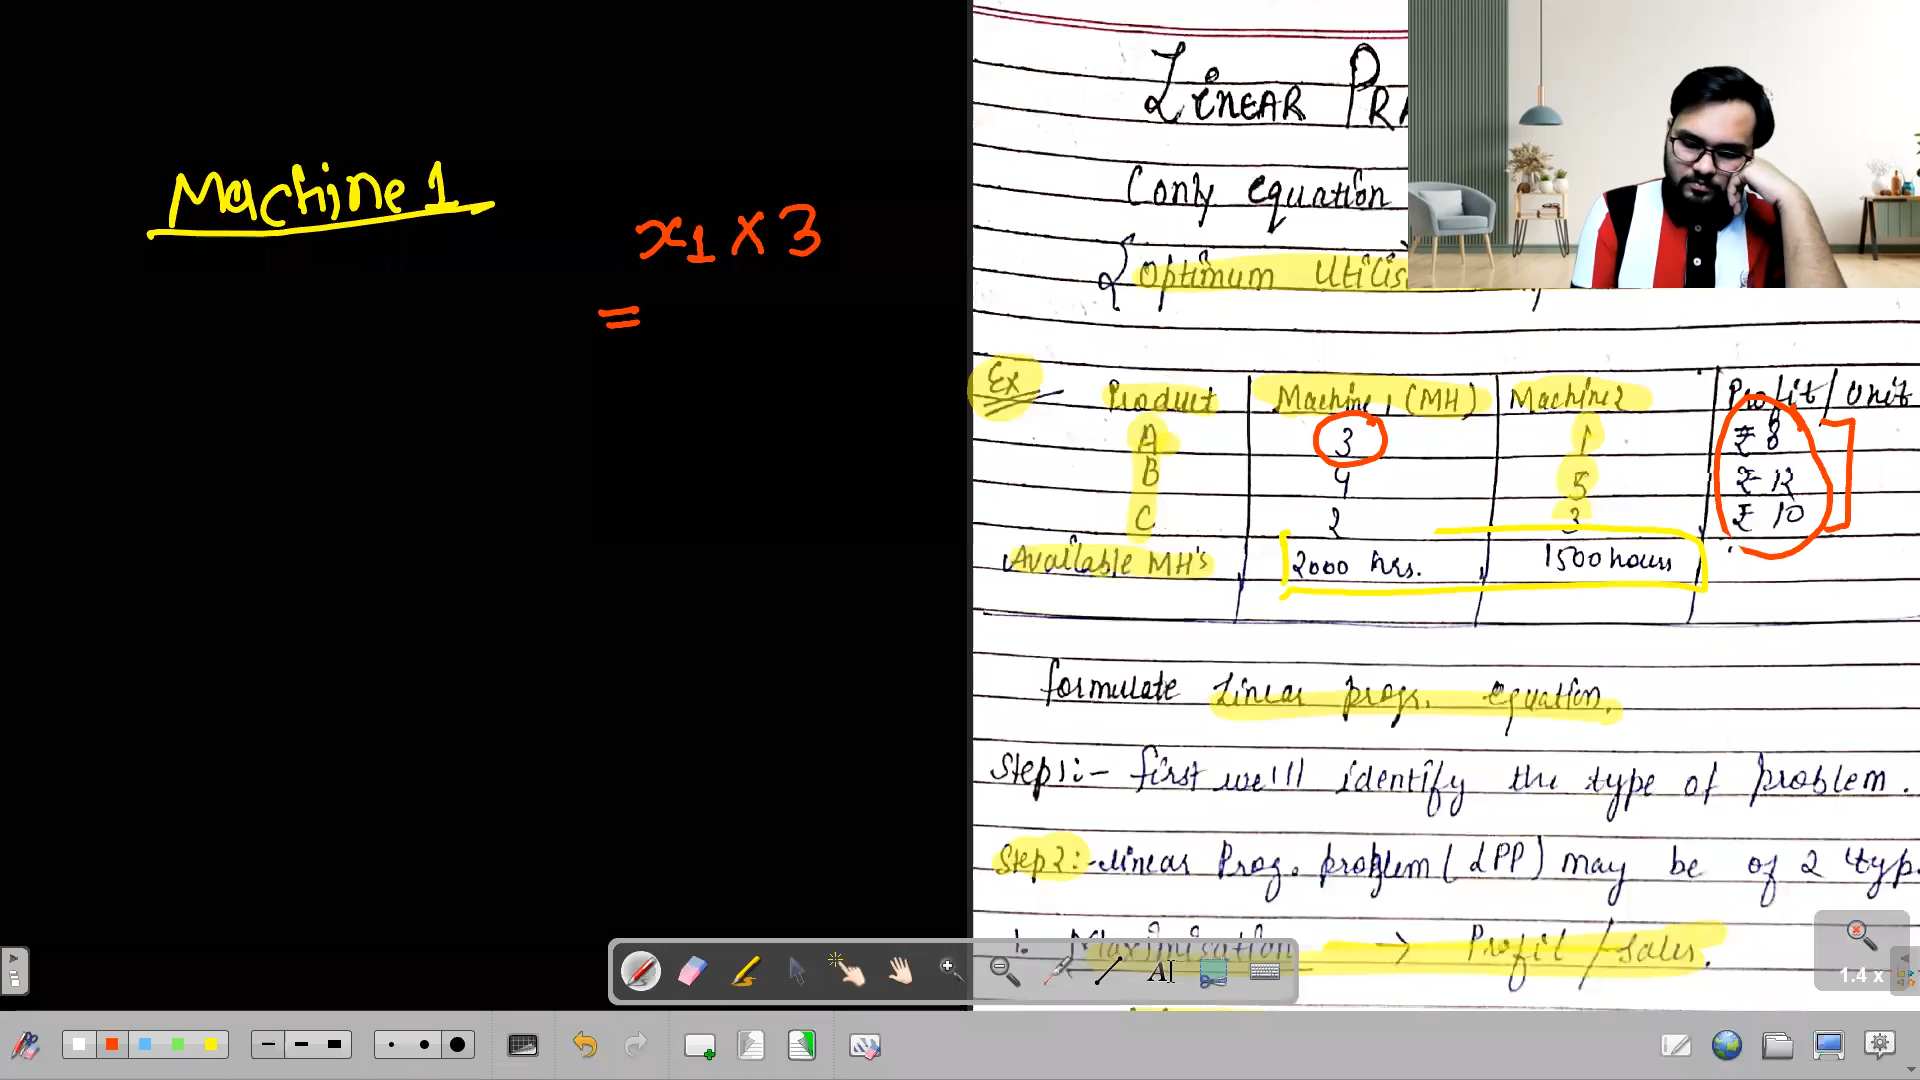 Machine 1
x1 × 3
=
LINEAR PR
Conly equation
{Optimum Utilis
Ex
Product Machine 1 (MH) Machine 2 Profit/Unit
A 3 1 ₹ 8
B 4 5 ₹ 12
C 2 3 ₹ 10
Available MH's 2000 hrs. 1500 hours
formulate Linear progr. equation.
Step 1:- first we'll identify the type of problem.
Step 2:- linear Prog. problem (LPP) may be of 2 typ.
1. Maximisation → Profit / Sales.
AI
1.4 x